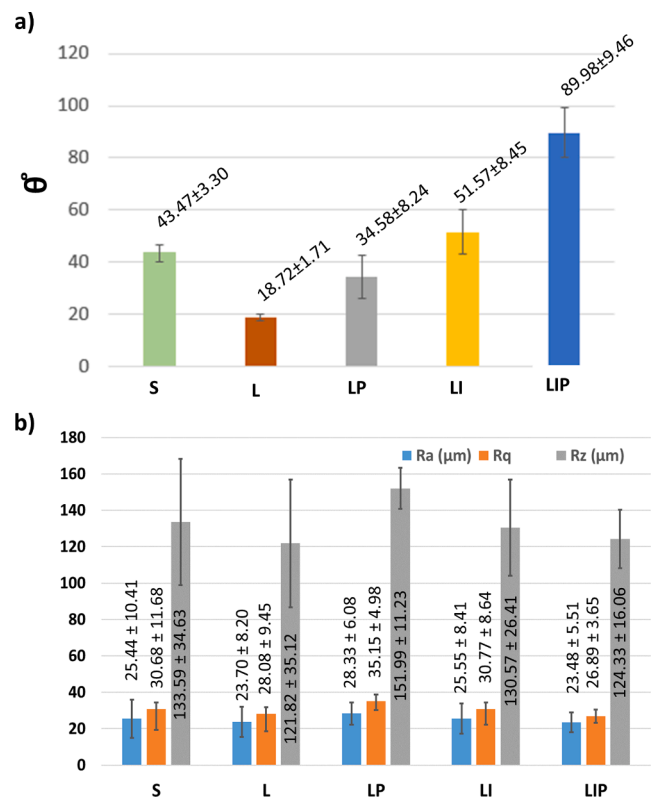 a)
120
100
80
60
40
20
0
θ°
43.47±3.30
18.72±1.71
34.58±8.24
51.57±8.45
89.98±9.46
S
L
LP
LI
LIP
b)
180
160
140
120
100
80
60
40
20
0
Ra (μm)
Rq
Rz (μm)
25.44 ± 10.41
30.68 ± 11.68
133.59 ± 34.63
23.70 ± 8.20
28.08 ± 9.45
121.82 ± 35.12
28.33 ± 6.08
35.15 ± 4.98
151.99 ± 11.23
25.55 ± 8.41
30.77 ± 8.64
130.57 ± 26.41
23.48 ± 5.51
26.89 ± 3.65
124.33 ± 16.06
S
L
LP
LI
LIP